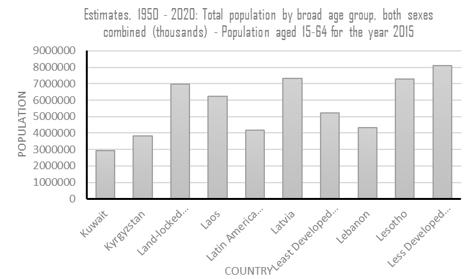 Estimates, 1950 - 2020: Total population by broad age group, both sexes
combined (thousands) - Population aged 15-64 for the year 2015
9000000
8000000
7000000
6000000
5000000
4000000
3000000
2000000
1000000
0
POPULATION
Kuwait
Kyrgyzstan
Land-locked...
Laos
Latin America...
Latvia
Least Developed...
Lebanon
Lesotho
Less Developed...
COUNTRY